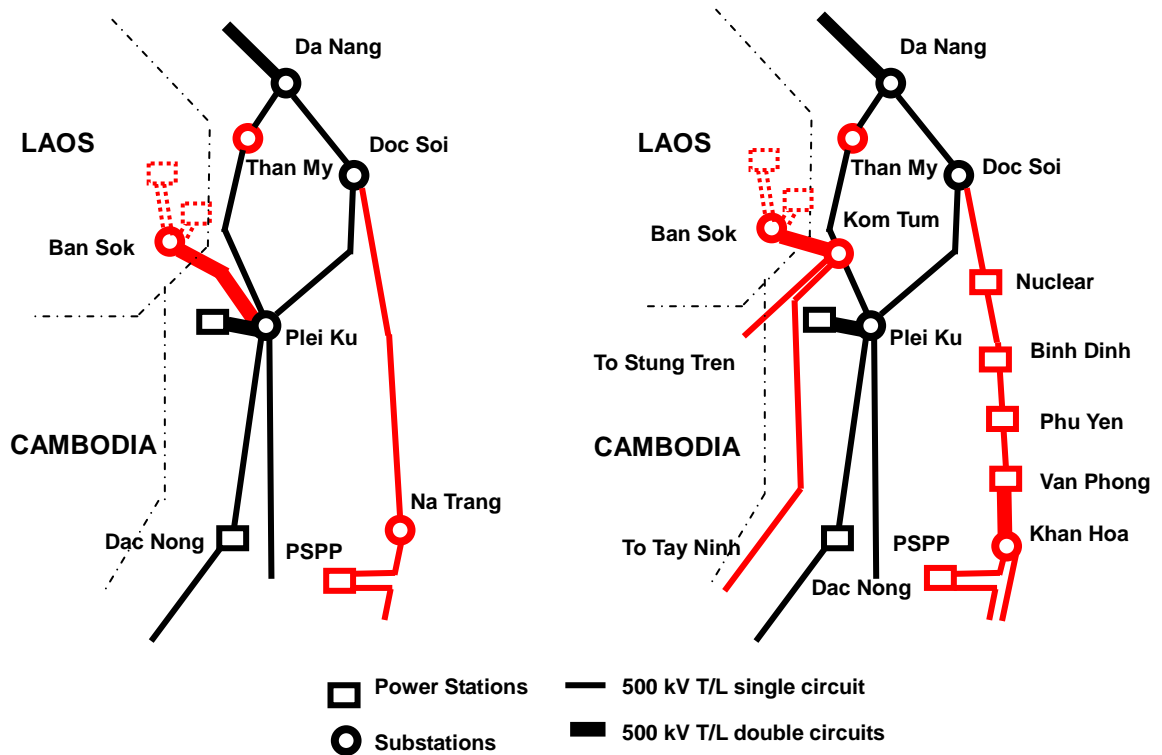 Da Nang
LAOS
Doc Soi
Than My
Ban Sok
Plei Ku
CAMBODIA
Na Trang
Dac Nong
PSPP
Da Nang
LAOS
Than My
Doc Soi
Kom Tum
Ban Sok
Nuclear
Plei Ku
Binh Dinh
To Stung Tren
CAMBODIA
Phu Yen
Van Phong
Khan Hoa
To Tay Ninh
PSPP
Dac Nong
Power Stations
500 kV T/L single circuit
Substations
500 kV T/L double circuits